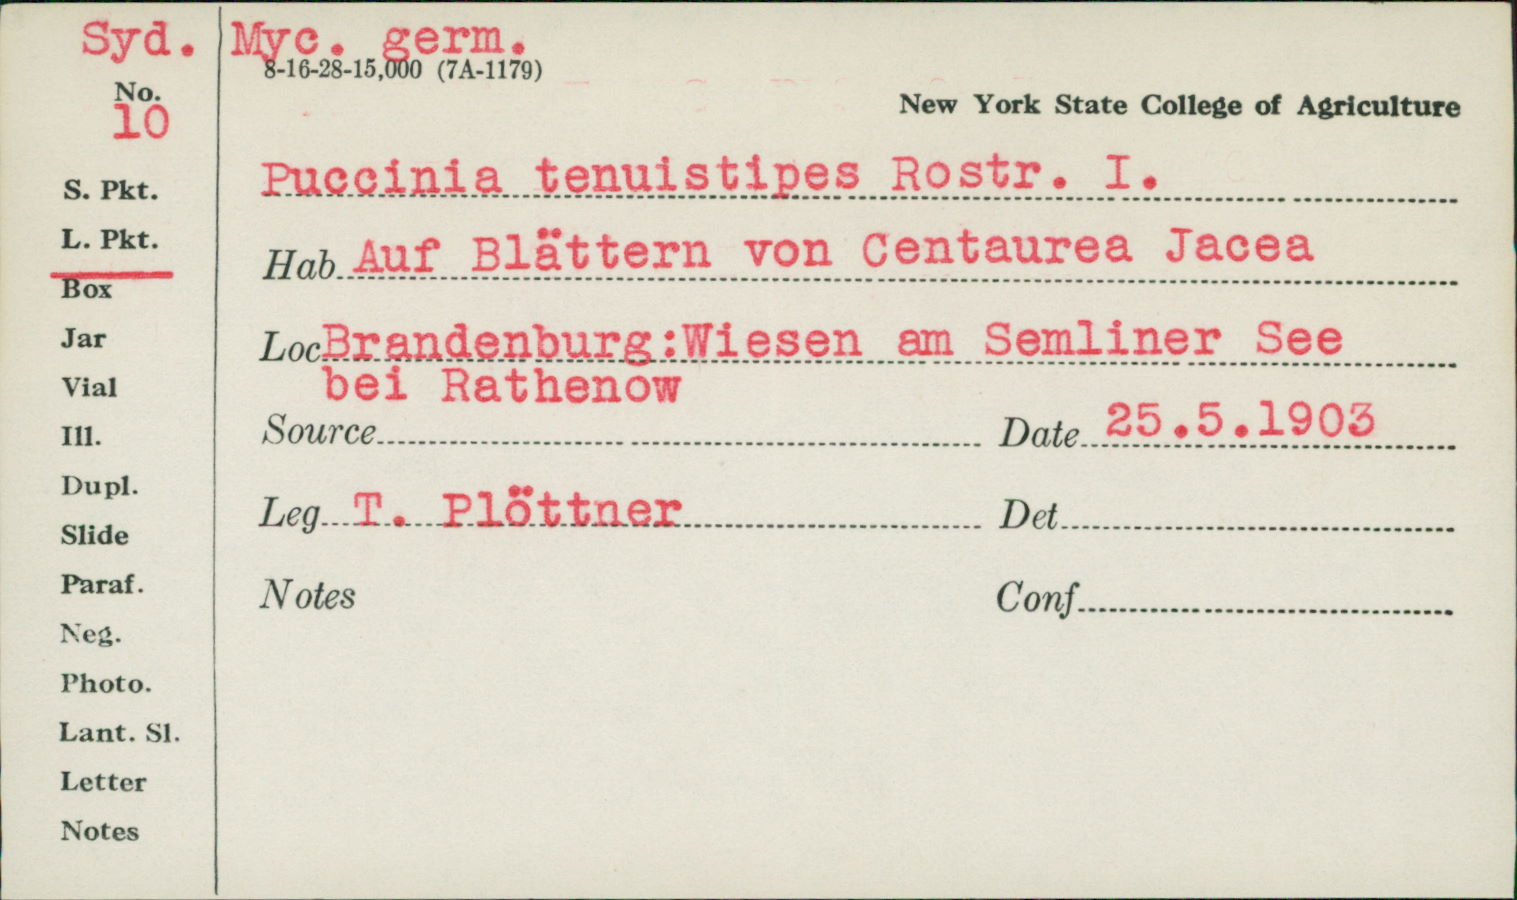 Syd. Myc. germ.
8-16-28-15,000 (7A-1179)
No.
10
New York State College of Agriculture
Puccinia tenuistipes Rostr. I.
S. Pkt.
L. Pkt.
Hab. Auf Blättern von Centaurea Jacea
Box
Jar
Loc Brandenburg:Wiesen am Semliner See
bei Rathenow
Vial
Ill.
Source
Date 25.5.1903
Dupl.
Leg. T. Plöttner
Det
Slide
Paraf.
Notes
Conf.
Neg.
Photo.
Lant. Sl.
Letter
Notes